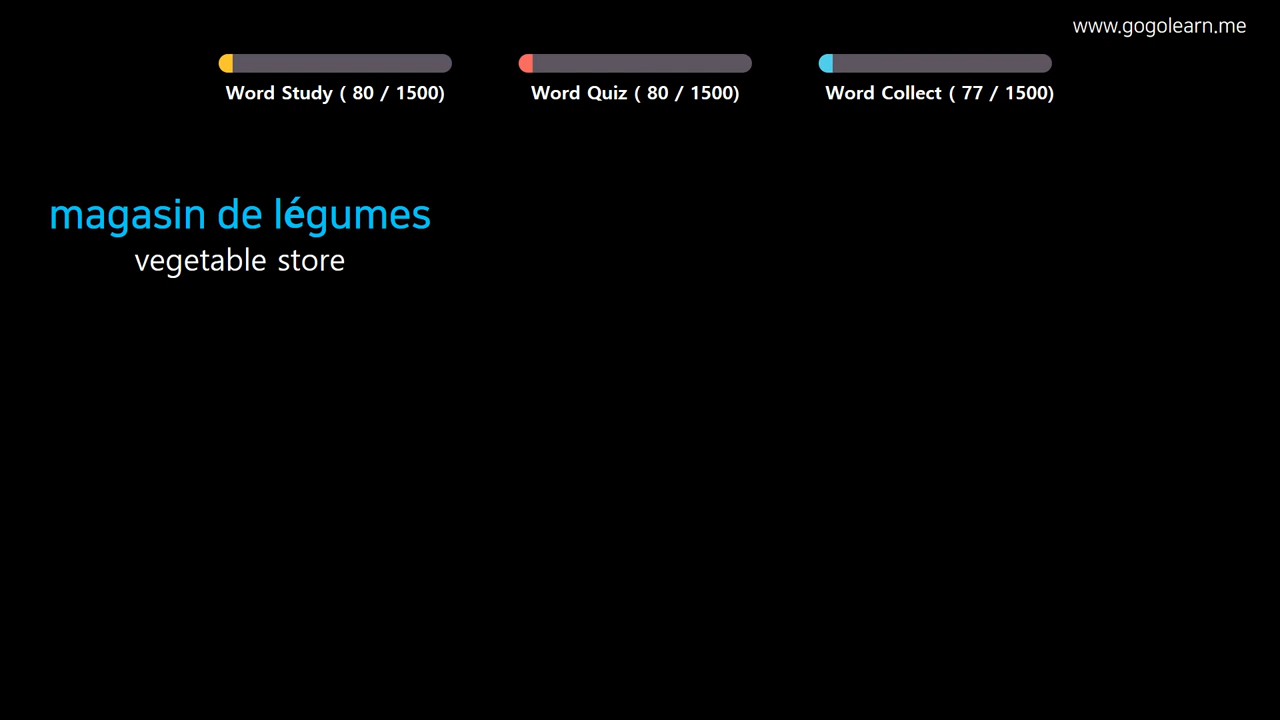 www.gogolearn.me
Word Study ( 80 / 1500)
Word Quiz ( 80 / 1500)
Word Collect ( 77 / 1500)
magasin de légumes
vegetable store